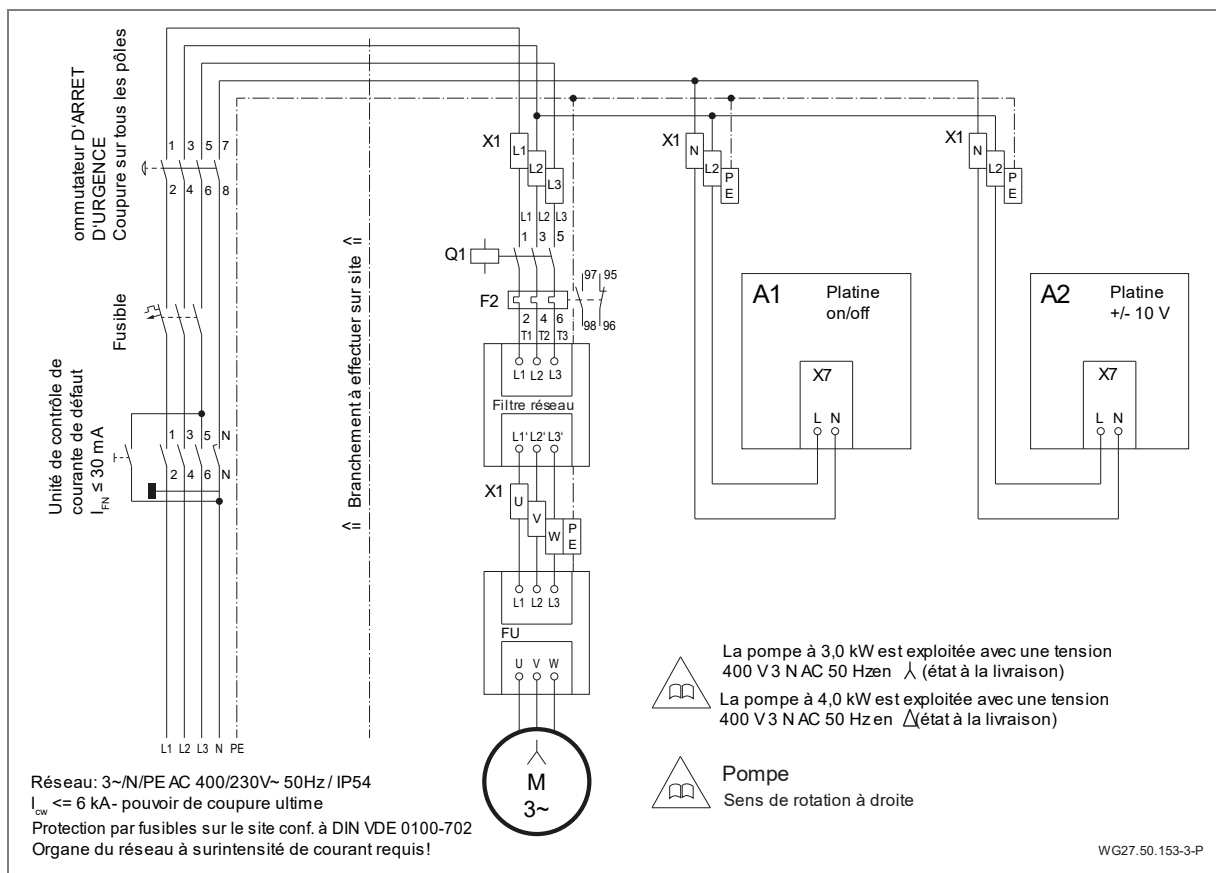 ommutateur D'ARRET
D'URGENCE
Coupure sur tous les pôles
1 3 5 7
2 4 6 8
Fusible
Unité de contrôle de
courante de défaut
I_FN ≤ 30 mA
1 3 5 N
2 4 6 N
L1 L2 L3 N PE
<= Branchement à effectuer sur site =>
X1
L1
L2
L3
L1 L2 L3
1 3 5
Q1
97 95
F2
98 96
2 4 6
T1 T2 T3
L1 L2 L3
Filtre réseau
L1' L2' L3'
X1
U
V
W
PE
L1 L2 L3
FU
U V W
M
3~
X1
N
L2
PE
A1
Platine
on/off
X7
L N
X1
N
L2
PE
A2
Platine
+/- 10 V
X7
L N
La pompe à 3,0 kW est exploitée avec une tension
400 V 3 N AC 50 Hzen (état à la livraison)
La pompe à 4,0 kW est exploitée avec une tension
400 V 3 N AC 50 Hz en (état à la livraison)
Pompe
Sens de rotation à droite
Réseau: 3~/N/PE AC 400/230V~ 50Hz / IP54
I_cw <= 6 kA- pouvoir de coupure ultime
Protection par fusibles sur le site conf. à DIN VDE 0100-702
Organe du réseau à surintensité de courant requis!
WG27.50.153-3-P